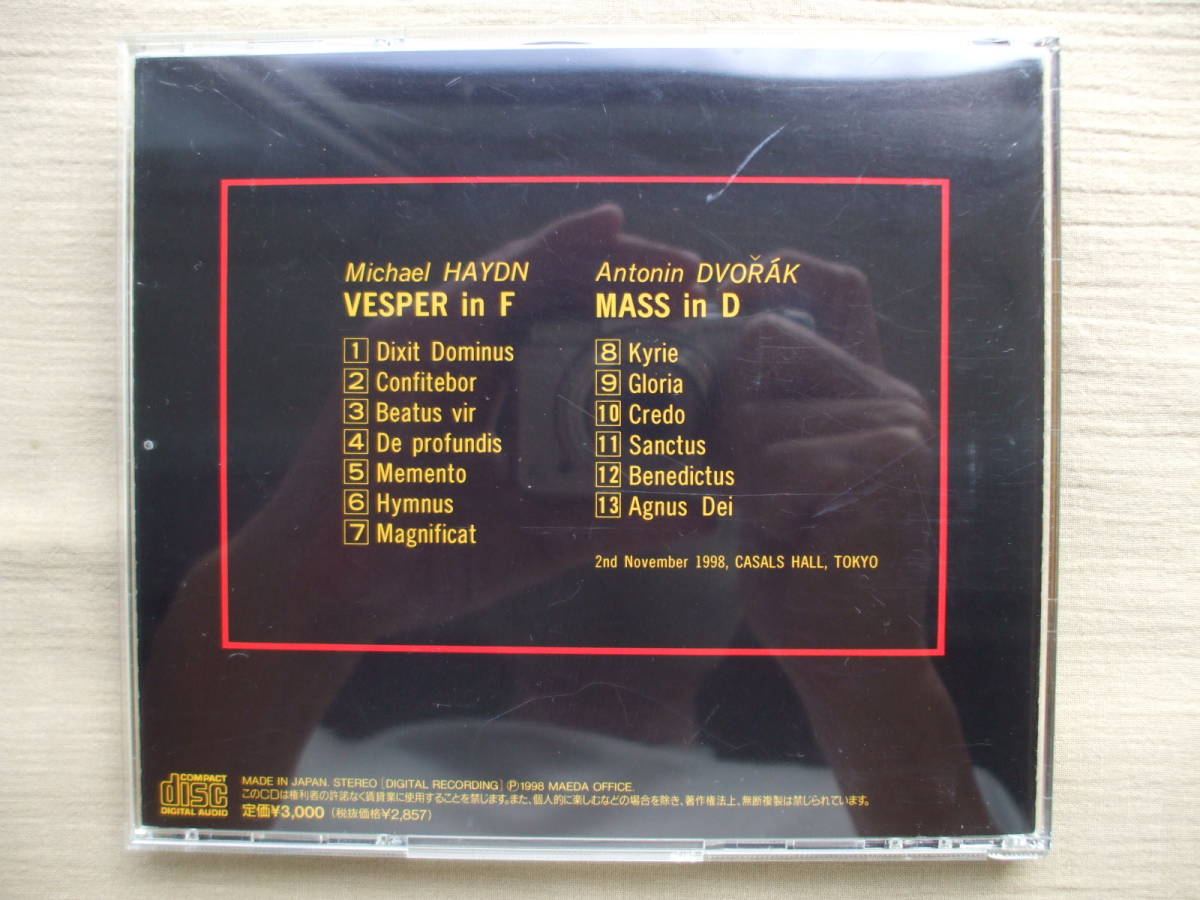 Michael HAYDN
VESPER in F
1 Dixit Dominus
2 Confitebor
3 Beatus vir
4 De profundis
5 Memento
6 Hymnus
7 Magnificat
Antonin DVOŘÁK
MASS in D
8 Kyrie
9 Gloria
10 Credo
11 Sanctus
12 Benedictus
13 Agnus Dei
2nd November 1998, CASALS HALL, TOKYO
COMPACT
disc
DIGITAL AUDIO
MADE IN JAPAN. STEREO [DIGITAL RECORDING] Ⓟ1998 MAEDA OFFICE.
このCDは権利者の許諾なく賃貸業に使用することを禁じます。また、個人的に楽しむなどの場合を除き、著作権法上、無断複製は禁じられています。
定価¥3,000 (税抜価格¥2,857)